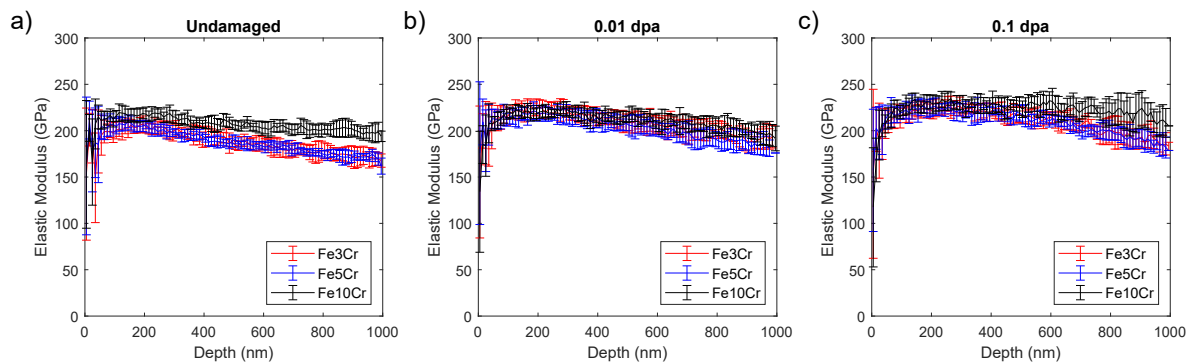 a)
Undamaged
300
250
200
150
100
50
0
Elastic Modulus (GPa)
0 200 400 600 800 1000
Depth (nm)
Fe3Cr
Fe5Cr
Fe10Cr
b)
0.01 dpa
300
250
200
150
100
50
0
Elastic Modulus (GPa)
0 200 400 600 800 1000
Depth (nm)
Fe3Cr
Fe5Cr
Fe10Cr
c)
0.1 dpa
300
250
200
150
100
50
0
Elastic Modulus (GPa)
0 200 400 600 800 1000
Depth (nm)
Fe3Cr
Fe5Cr
Fe10Cr